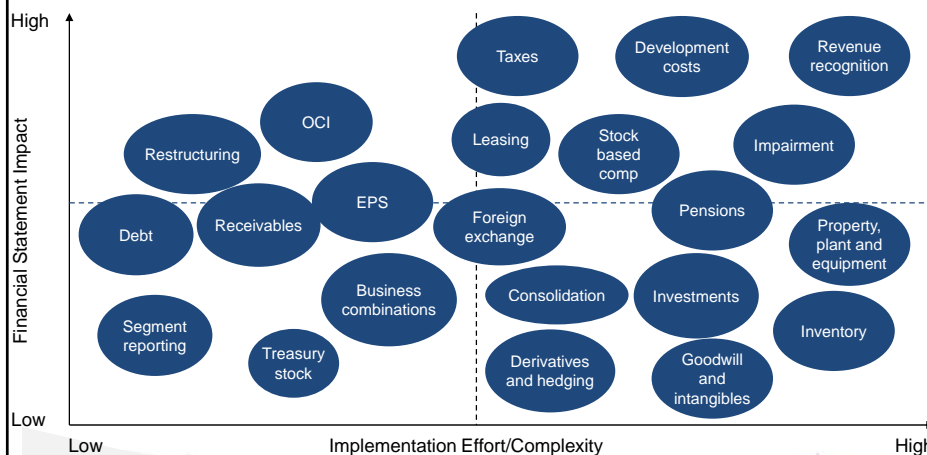 High
Financial Statement Impact
Low
Taxes
Development
costs
Revenue
recognition
OCI
Restructuring
Leasing
Stock
based
comp
Impairment
EPS
Debt
Receivables
Foreign
exchange
Pensions
Property,
plant and
equipment
Business
combinations
Consolidation
Investments
Segment
reporting
Treasury
stock
Derivatives
and hedging
Goodwill
and
intangibles
Inventory
Low
Implementation Effort/Complexity
High